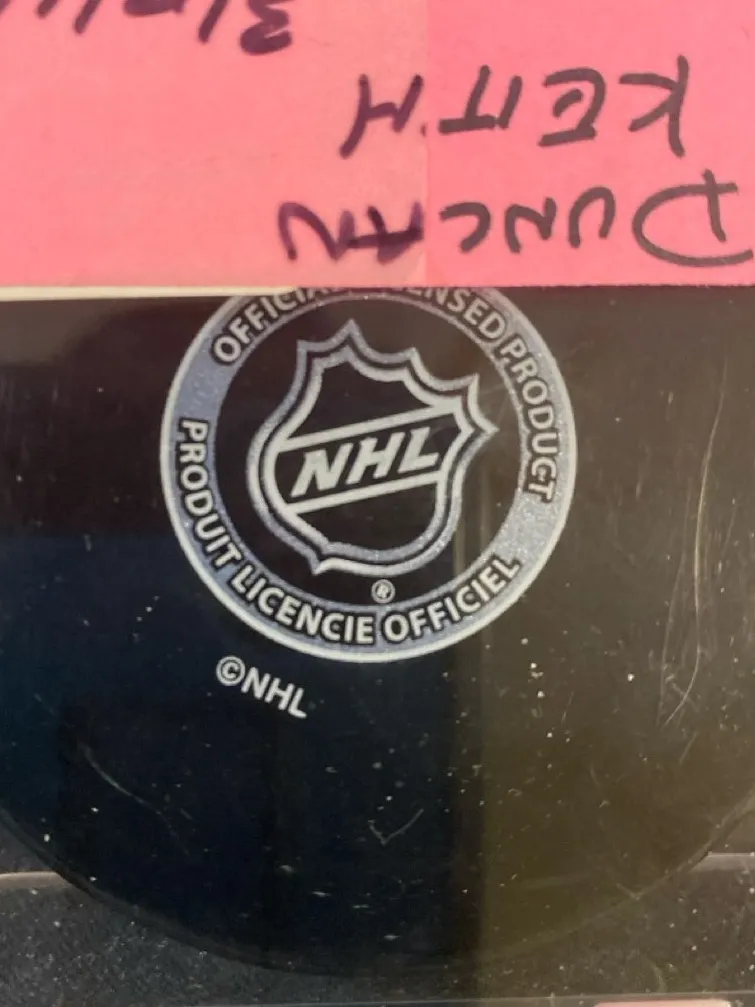 DUNCAN
KEITH
OFFICIAL LICENSED PRODUCT
NHL
®
PRODUIT LICENCIE OFFICIEL
©NHL